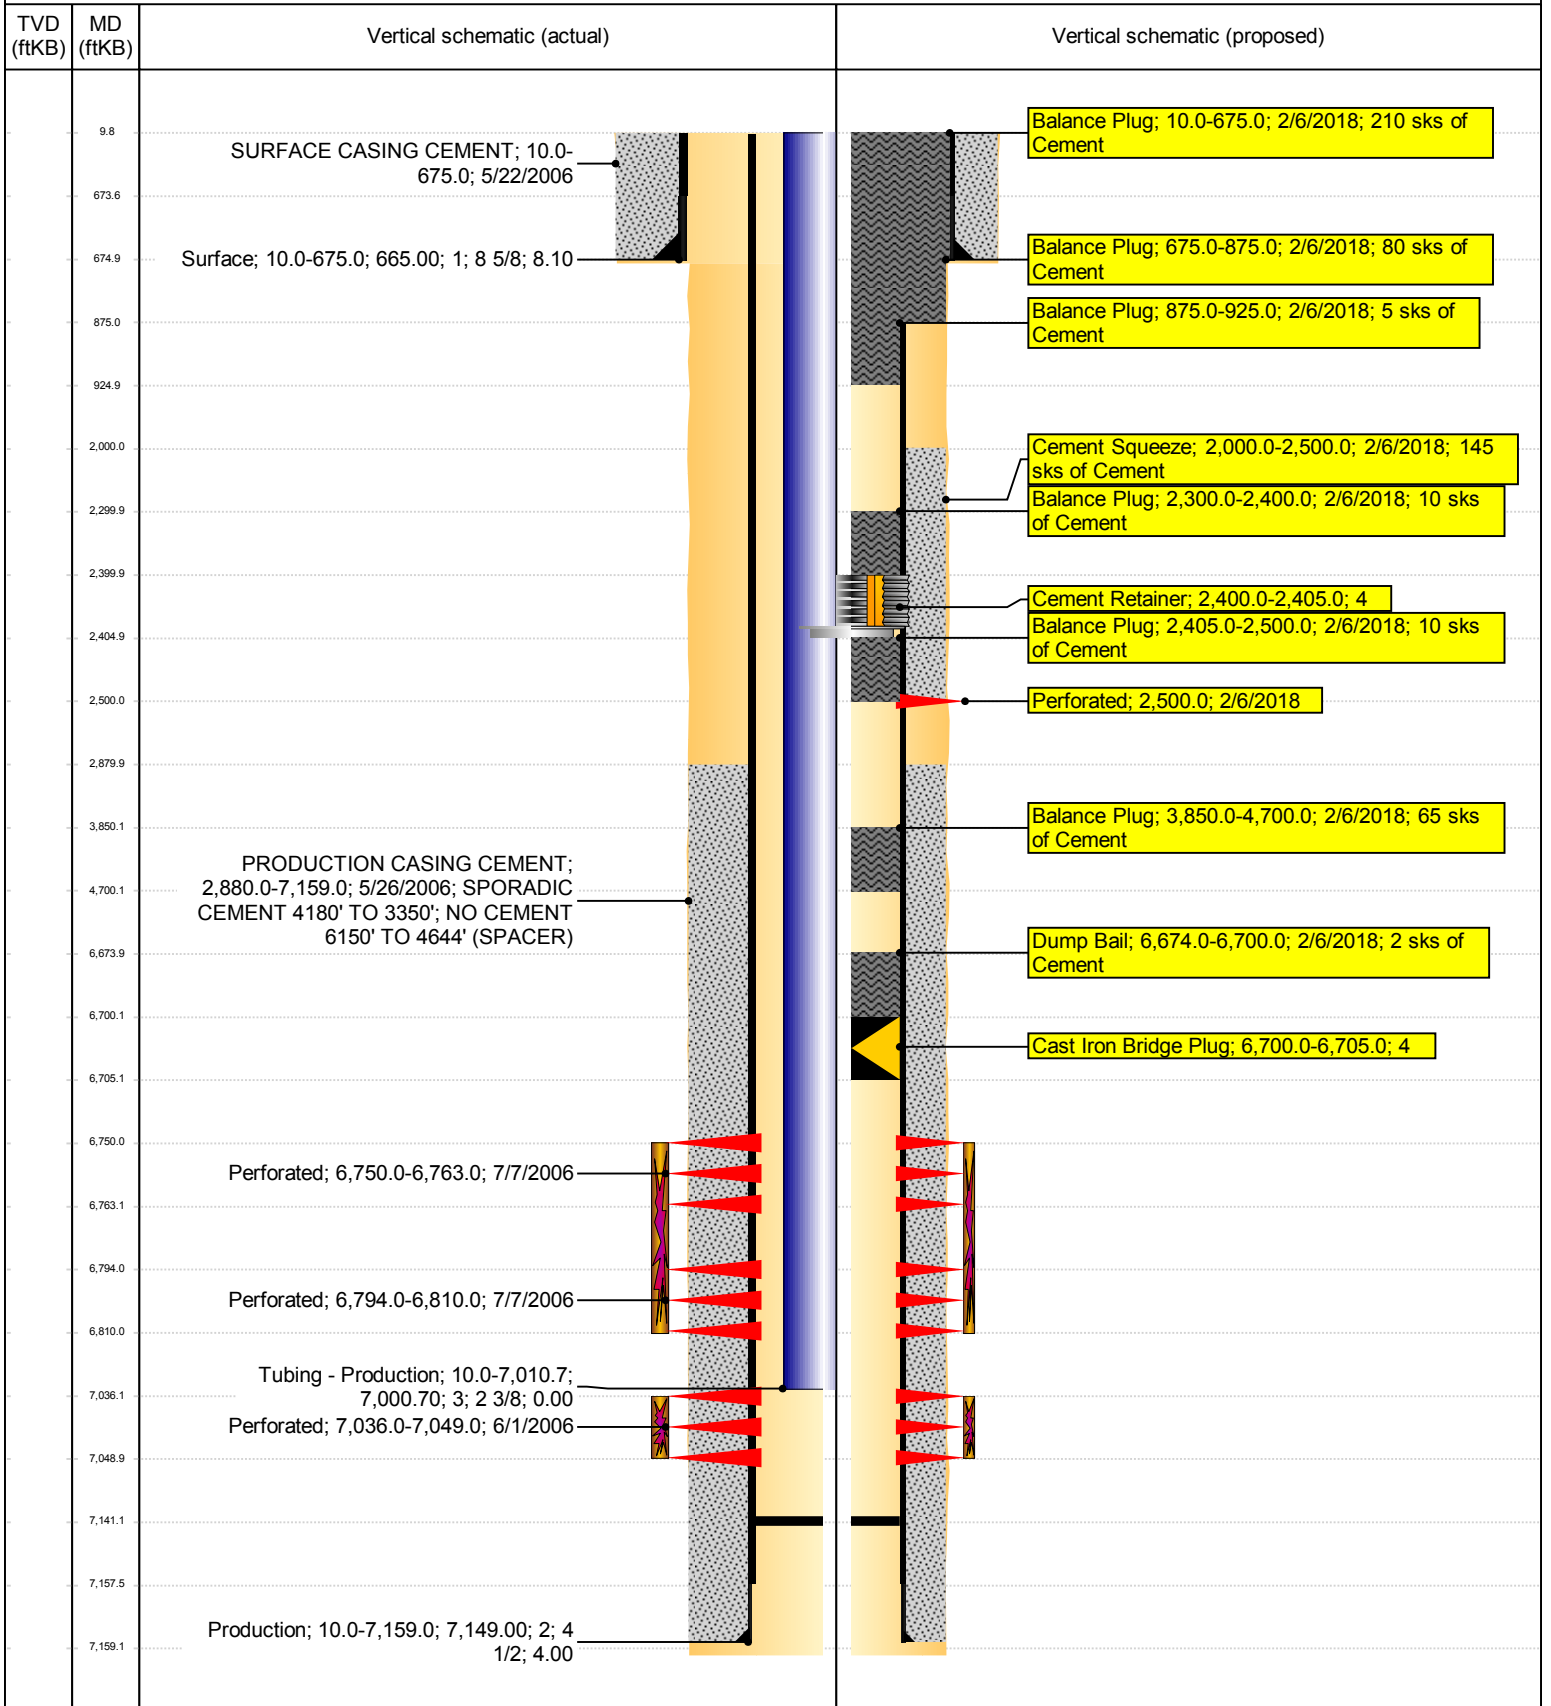 TVD
(ftKB)
MD
(ftKB)
Vertical schematic (actual)
Vertical schematic (proposed)
9.8
673.6
674.9
875.0
924.9
2,000.0
2,299.9
2,399.9
2,404.9
2,500.0
2,879.9
3,850.1
4,700.1
6,673.9
6,700.1
6,705.1
6,750.0
6,763.1
6,794.0
6,810.0
7,036.1
7,048.9
7,141.1
7,157.5
7,159.1
SURFACE CASING CEMENT; 10.0-
675.0; 5/22/2006
Surface; 10.0-675.0; 665.00; 1; 8 5/8; 8.10
PRODUCTION CASING CEMENT;
2,880.0-7,159.0; 5/26/2006; SPORADIC
CEMENT 4180' TO 3350'; NO CEMENT
6150' TO 4644' (SPACER)
Perforated; 6,750.0-6,763.0; 7/7/2006
Perforated; 6,794.0-6,810.0; 7/7/2006
Tubing - Production; 10.0-7,010.7;
7,000.70; 3; 2 3/8; 0.00
Perforated; 7,036.0-7,049.0; 6/1/2006
Production; 10.0-7,159.0; 7,149.00; 2; 4
1/2; 4.00
Balance Plug; 10.0-675.0; 2/6/2018; 210 sks of
Cement
Balance Plug; 675.0-875.0; 2/6/2018; 80 sks of
Cement
Balance Plug; 875.0-925.0; 2/6/2018; 5 sks of
Cement
Cement Squeeze; 2,000.0-2,500.0; 2/6/2018; 145
sks of Cement
Balance Plug; 2,300.0-2,400.0; 2/6/2018; 10 sks
of Cement
Cement Retainer; 2,400.0-2,405.0; 4
Balance Plug; 2,405.0-2,500.0; 2/6/2018; 10 sks
of Cement
Perforated; 2,500.0; 2/6/2018
Balance Plug; 3,850.0-4,700.0; 2/6/2018; 65 sks
of Cement
Dump Bail; 6,674.0-6,700.0; 2/6/2018; 2 sks of
Cement
Cast Iron Bridge Plug; 6,700.0-6,705.0; 4